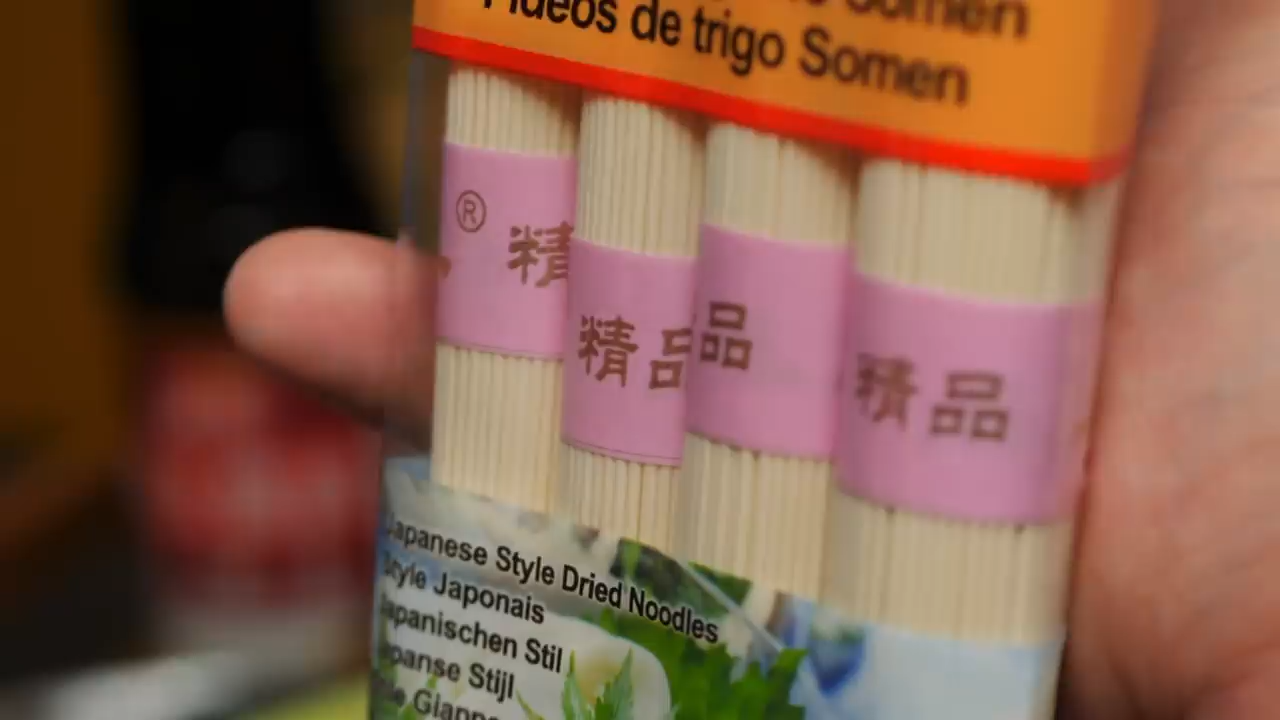 Somen
Fideos de trigo Somen
® 精
精品
品
精品
Japanese Style Dried Noodles
Style Japonais
Japanischen Stil
Stijl